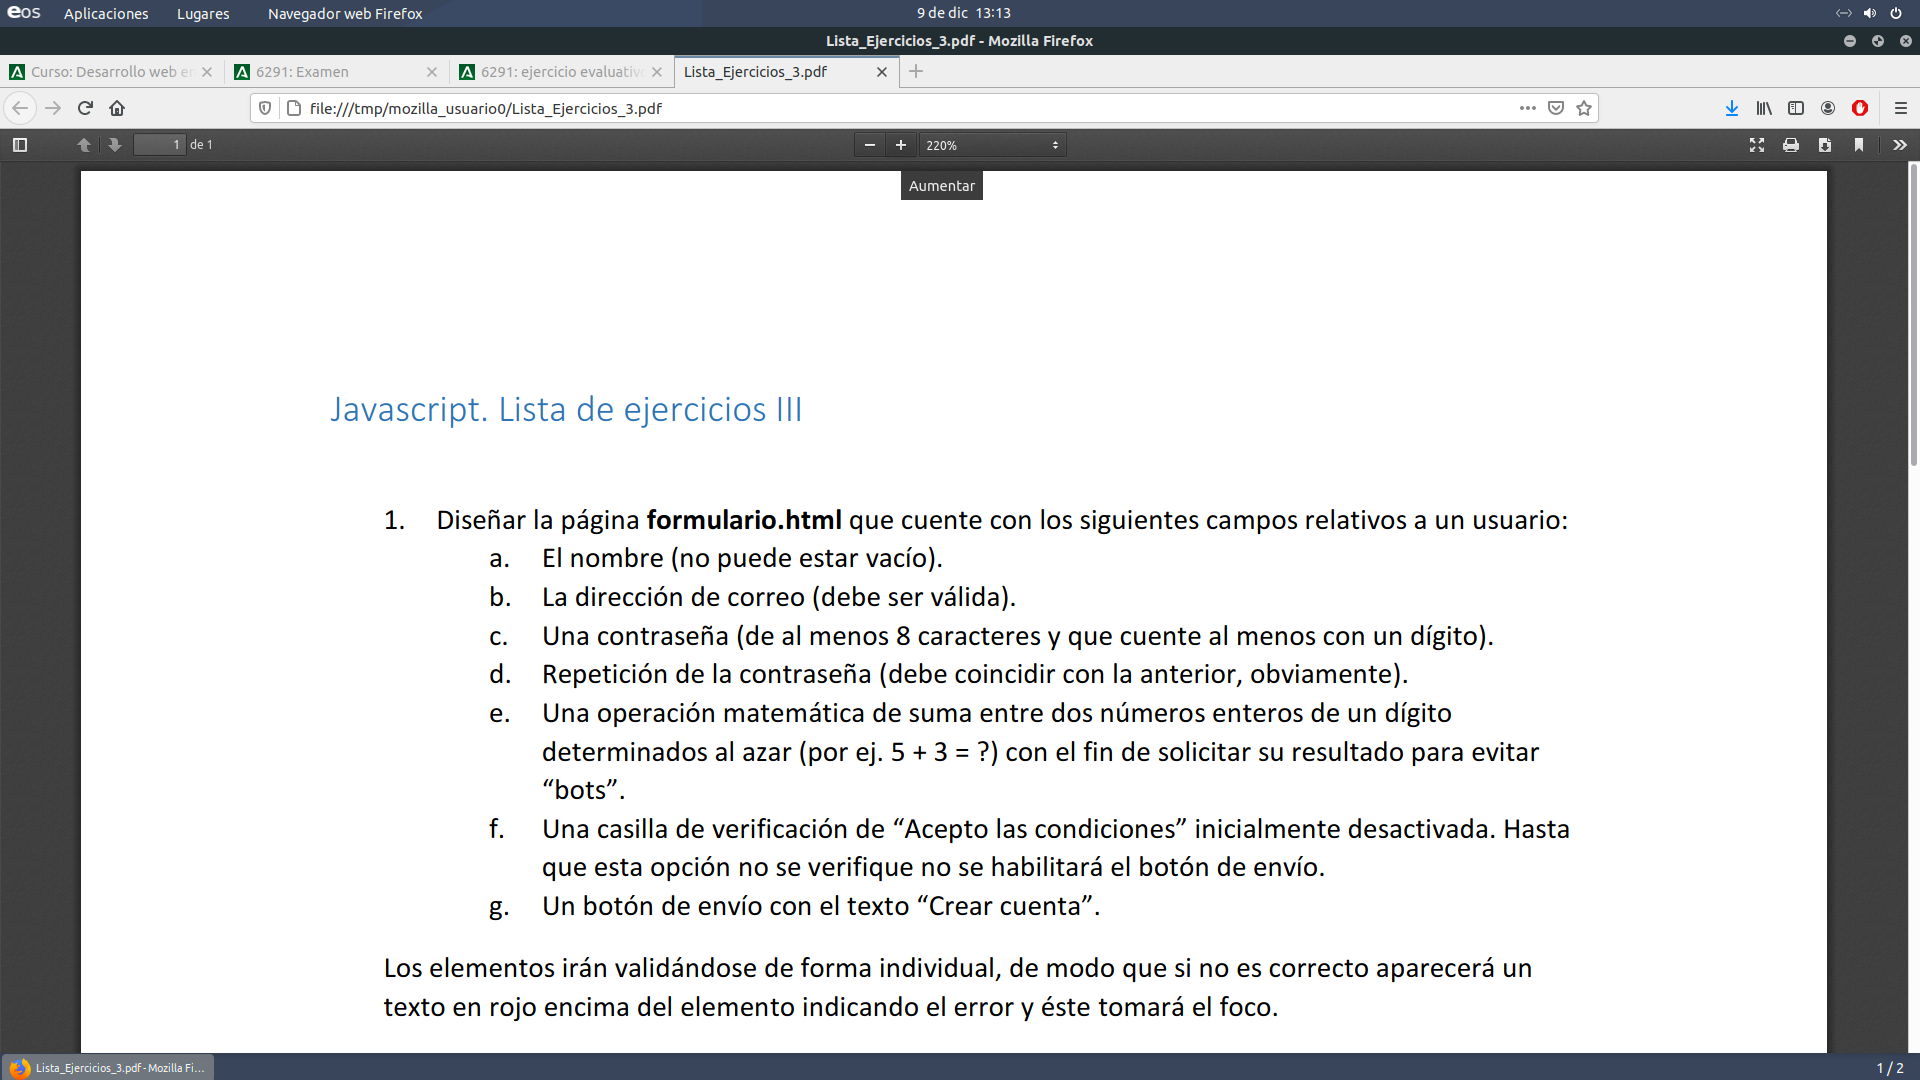 eos Aplicaciones Lugares Navegador web Firefox 9 de dic 13:13
Lista_Ejercicios_3.pdf - Mozilla Firefox
Curso: Desarrollo web en 6291: Examen 6291: ejercicio evaluativo Lista_Ejercicios_3.pdf
file:///tmp/mozilla_usuario0/Lista_Ejercicios_3.pdf
1 de 1 220%
Aumentar
Javascript. Lista de ejercicios III
1. Diseñar la página formulario.html que cuente con los siguientes campos relativos a un usuario:
a. El nombre (no puede estar vacío).
b. La dirección de correo (debe ser válida).
c. Una contraseña (de al menos 8 caracteres y que cuente al menos con un dígito).
d. Repetición de la contraseña (debe coincidir con la anterior, obviamente).
e. Una operación matemática de suma entre dos números enteros de un dígito
determinados al azar (por ej. 5 + 3 = ?) con el fin de solicitar su resultado para evitar
“bots”.
f. Una casilla de verificación de “Acepto las condiciones” inicialmente desactivada. Hasta
que esta opción no se verifique no se habilitará el botón de envío.
g. Un botón de envío con el texto “Crear cuenta”.
Los elementos irán validándose de forma individual, de modo que si no es correcto aparecerá un
texto en rojo encima del elemento indicando el error y éste tomará el foco.
Lista_Ejercicios_3.pdf - Mozilla Fi... 1 / 2